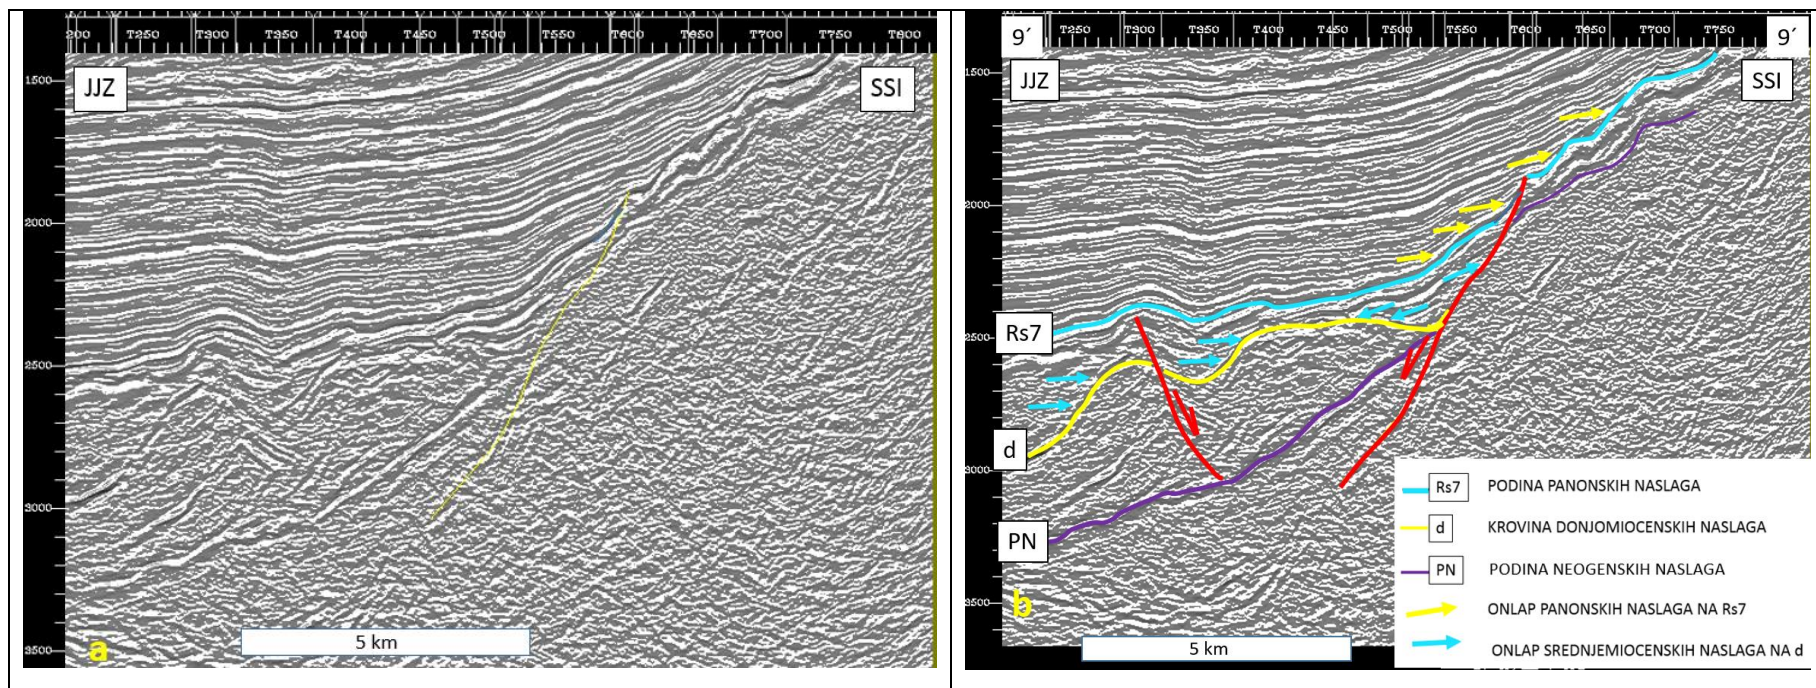 200 T250 T300 T350 T400 T450 T500 T550 T600 T650 T700 T750 T800
JJZ
SSI
1500
2000
2500
3000
3500
5 km
a
9´
T250 T300 T350 T400 T450 T500 T550 T600 T650 T700 T750
9´
JJZ
SSI
1500
2000
Rs7
2500
d
3000
PN
3500
b
5 km
Rs7 PODINA PANONSKIH NASLAGA
d KROVINA DONJOMIOCENSKIH NASLAGA
PN PODINA NEOGENSKIH NASLAGA
ONLAP PANONSKIH NASLAGA NA Rs7
ONLAP SREDNJEMIOCENSKIH NASLAGA NA d